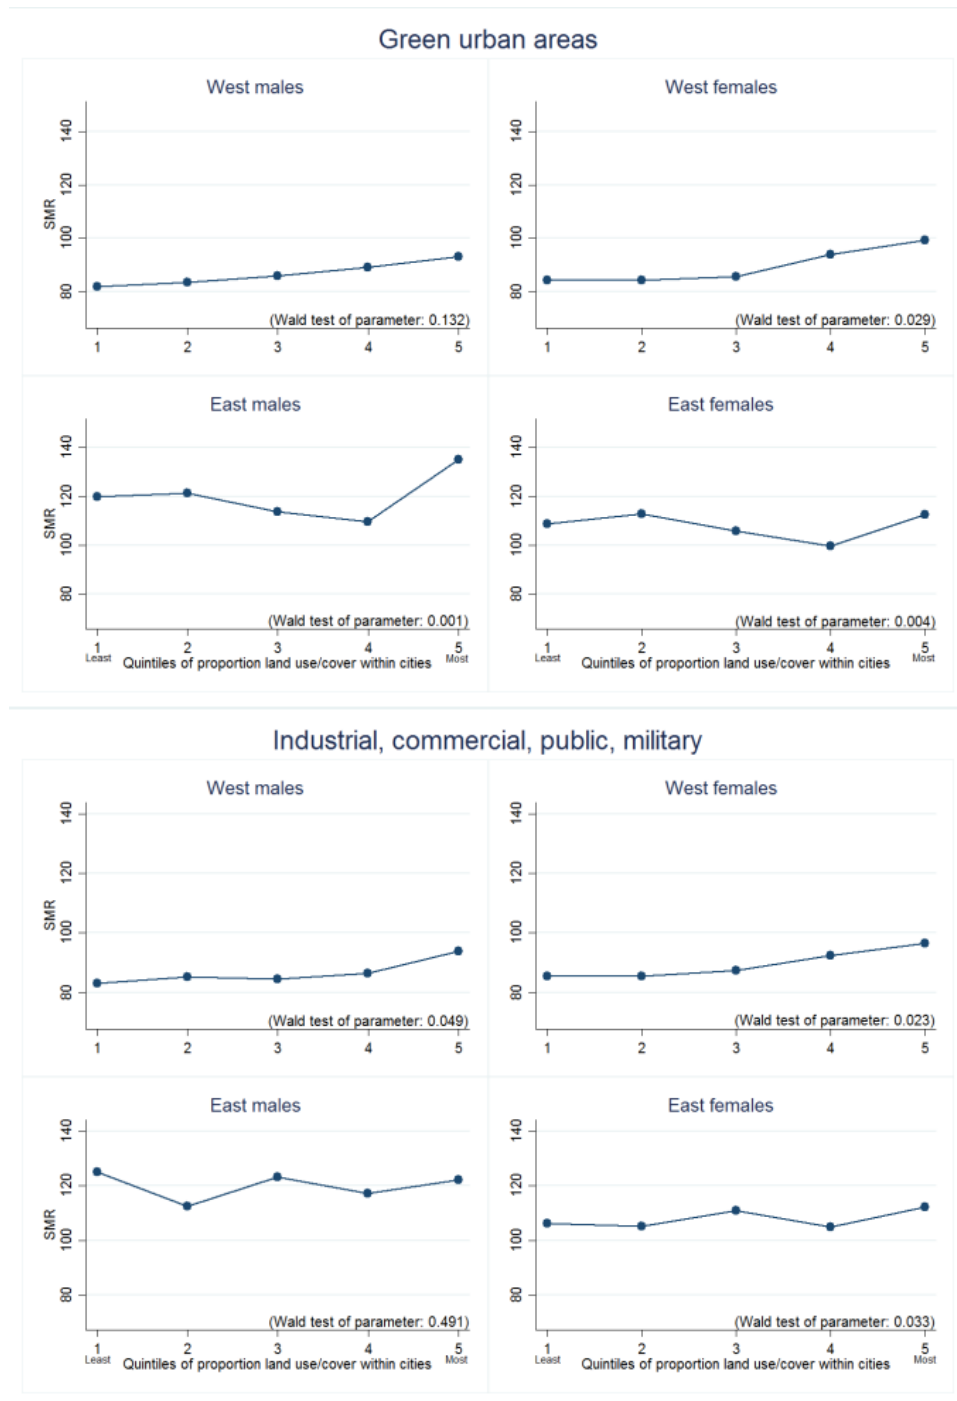 Green urban areas
West males
West females
140
120
100
80
SMR
(Wald test of parameter: 0.132)
1 2 3 4 5
140
120
100
80
(Wald test of parameter: 0.029)
1 2 3 4 5
East males
East females
140
120
100
80
SMR
(Wald test of parameter: 0.001)
1 2 3 4 5
Least Quintiles of proportion land use/cover within cities Most
140
120
100
80
(Wald test of parameter: 0.004)
1 2 3 4 5
Least Quintiles of proportion land use/cover within cities Most
Industrial, commercial, public, military
West males
West females
140
120
100
80
SMR
(Wald test of parameter: 0.049)
1 2 3 4 5
140
120
100
80
(Wald test of parameter: 0.023)
1 2 3 4 5
East males
East females
140
120
100
80
SMR
(Wald test of parameter: 0.491)
1 2 3 4 5
Least Quintiles of proportion land use/cover within cities Most
140
120
100
80
(Wald test of parameter: 0.033)
1 2 3 4 5
Least Quintiles of proportion land use/cover within cities Most